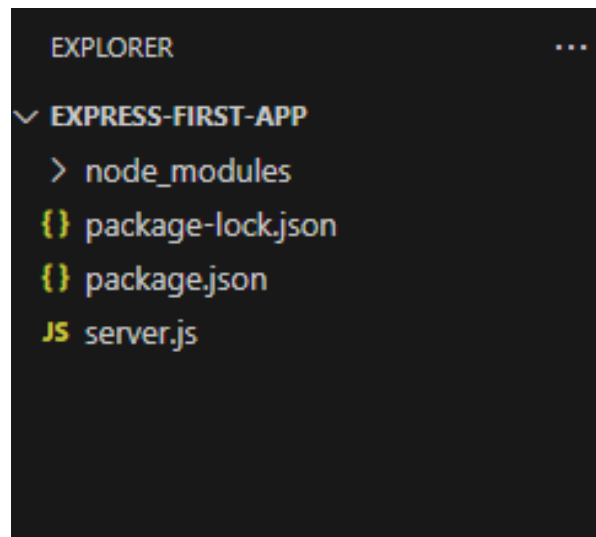 EXPLORER ...
EXPRESS-FIRST-APP
node_modules
{} package-lock.json
{} package.json
JS server.js